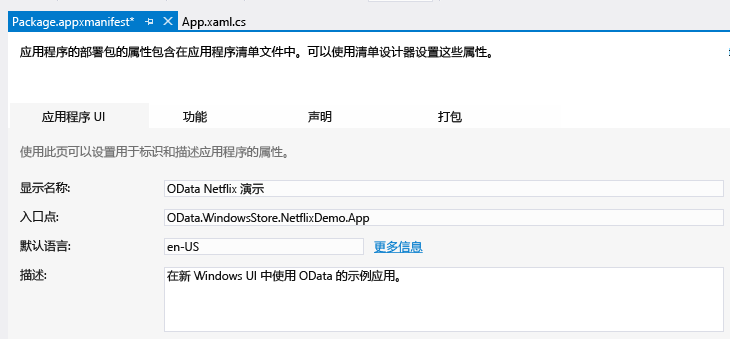 Package.appxmanifest* App.xaml.cs
应用程序的部署包的属性包含在应用程序清单文件中。可以使用清单设计器设置这些属性。
应用程序 UI 功能 声明 打包
使用此页可以设置用于标识和描述应用程序的属性。
显示名称: OData Netflix 演示
入口点: OData.WindowsStore.NetflixDemo.App
默认语言: en-US 更多信息
描述: 在新 Windows UI 中使用 OData 的示例应用。